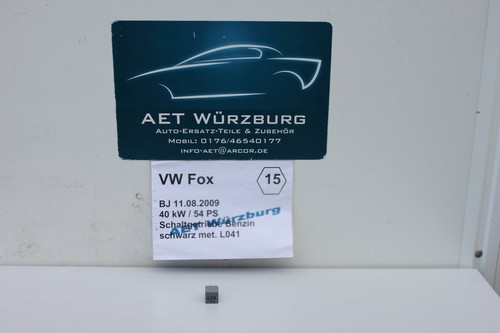 AET WÜRZBURG
AUTO-ERSATZ-TEILE & ZUBEHÖR
MOBIL: 0176/46540177
INFO-AET@ARCOR.DE
VW Fox 15
BJ 11.08.2009
40 kW / 54 PS
Schaltgetriebe Benzin
schwarz met. L041
AET Würzburg